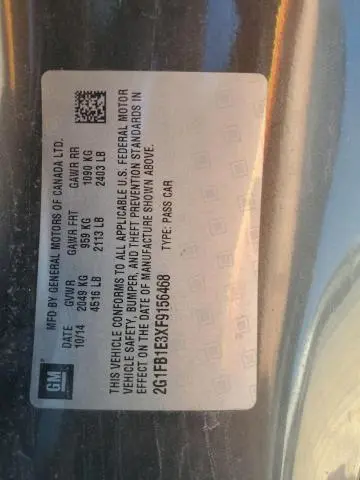 MFD BY GENERAL MOTORS OF CANADA LTD.
DATE GVWR GAWR FRT GAWR RR
10/14 2049 KG 959 KG 1090 KG
4516 LB 2113 LB 2403 LB
GM
THIS VEHICLE CONFORMS TO ALL APPLICABLE U.S. FEDERAL MOTOR
VEHICLE SAFETY, BUMPER, AND THEFT PREVENTION STANDARDS IN
EFFECT ON THE DATE OF MANUFACTURE SHOWN ABOVE.
2G1FB1E3XF9156468 TYPE: PASS CAR